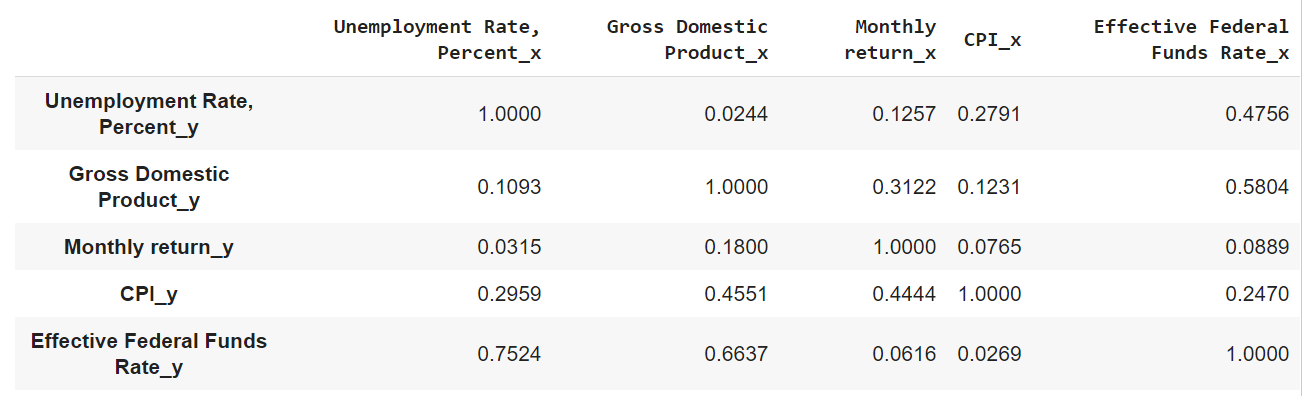 Unemployment Rate, Percent_x Gross Domestic Product_x Monthly return_x CPI_x Effective Federal Funds Rate_x
Unemployment Rate, Percent_y 1.0000 0.0244 0.1257 0.2791 0.4756
Gross Domestic Product_y 0.1093 1.0000 0.3122 0.1231 0.5804
Monthly return_y 0.0315 0.1800 1.0000 0.0765 0.0889
CPI_y 0.2959 0.4551 0.4444 1.0000 0.2470
Effective Federal Funds Rate_y 0.7524 0.6637 0.0616 0.0269 1.0000